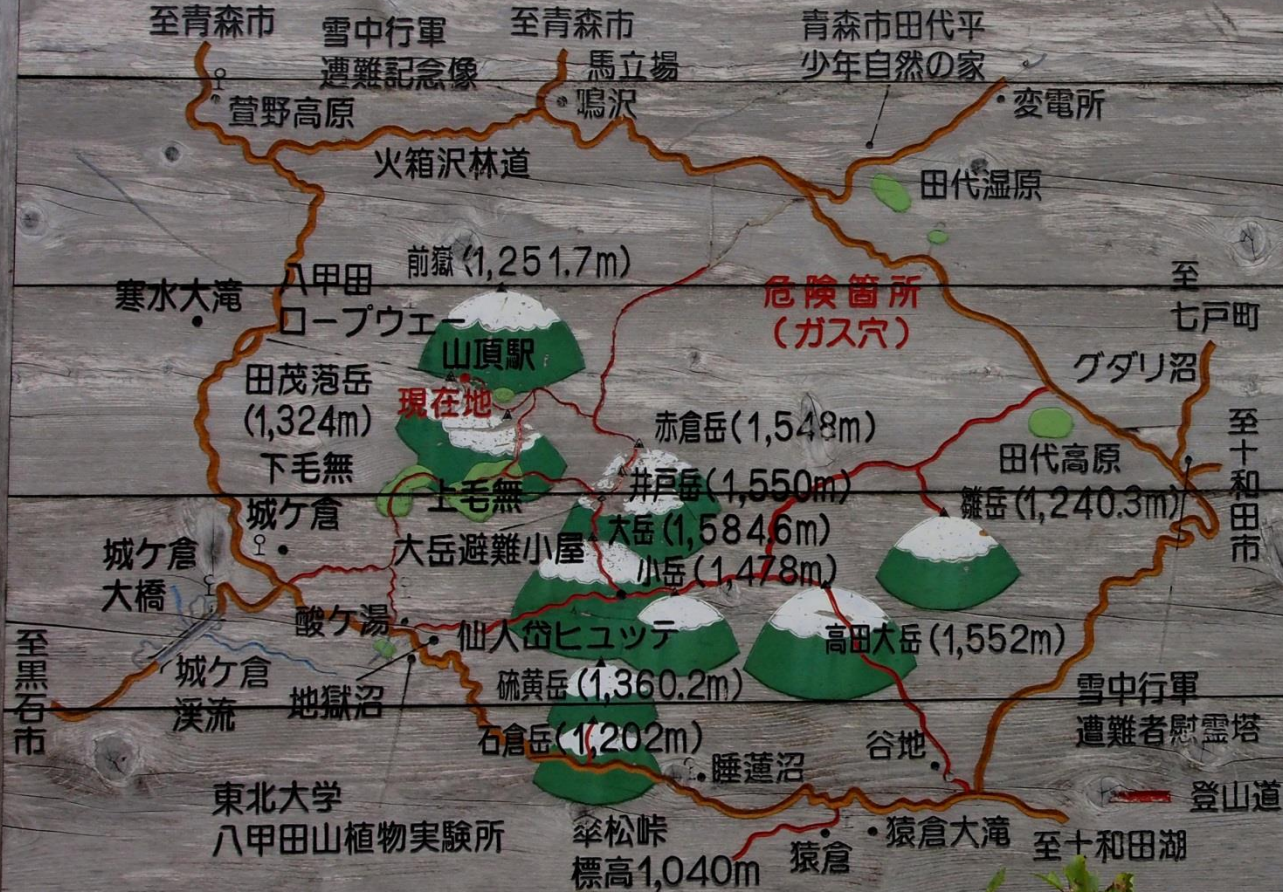 至青森市
雪中行軍
遭難記念像
至青森市
馬立場
鳴沢
青森市田代平
少年自然の家
変電所
萱野高原
火箱沢林道
田代湿原
前嶽(1,251.7m)
寒水大滝
八甲田
ロープウェー
山頂駅
危険箇所
(ガス穴)
至
七戸町
グダリ沼
田茂萢岳
(1,324m)
現在地
赤倉岳(1,548m)
至十和田市
下毛無
上毛無
井戸岳(1,550m)
田代高原
雛岳(1,240.3m)
城ケ倉
大岳(1,584.6m)
大岳避難小屋
小岳(1,478m)
城ケ倉
大橋
酸ケ湯
仙人岱ヒュッテ
高田大岳(1,552m)
至黒石市
城ケ倉
渓流
地獄沼
硫黄岳(1,360.2m)
雪中行軍
遭難者慰霊塔
石倉岳(1,202m)
睡蓮沼
谷地
登山道
東北大学
八甲田山植物実験所
傘松峠
標高1,040m
猿倉
猿倉大滝
至十和田湖